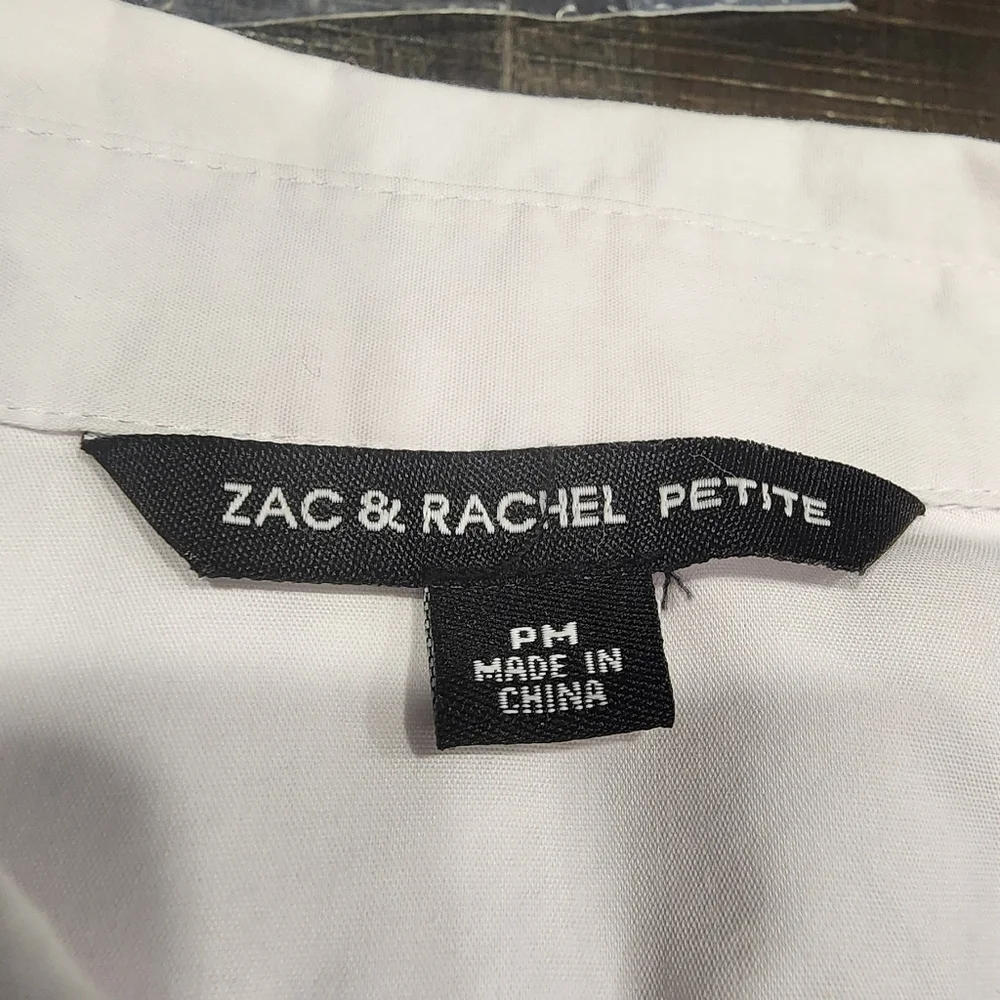 ZAC & RACHEL PETITE
PM
MADE IN
CHINA